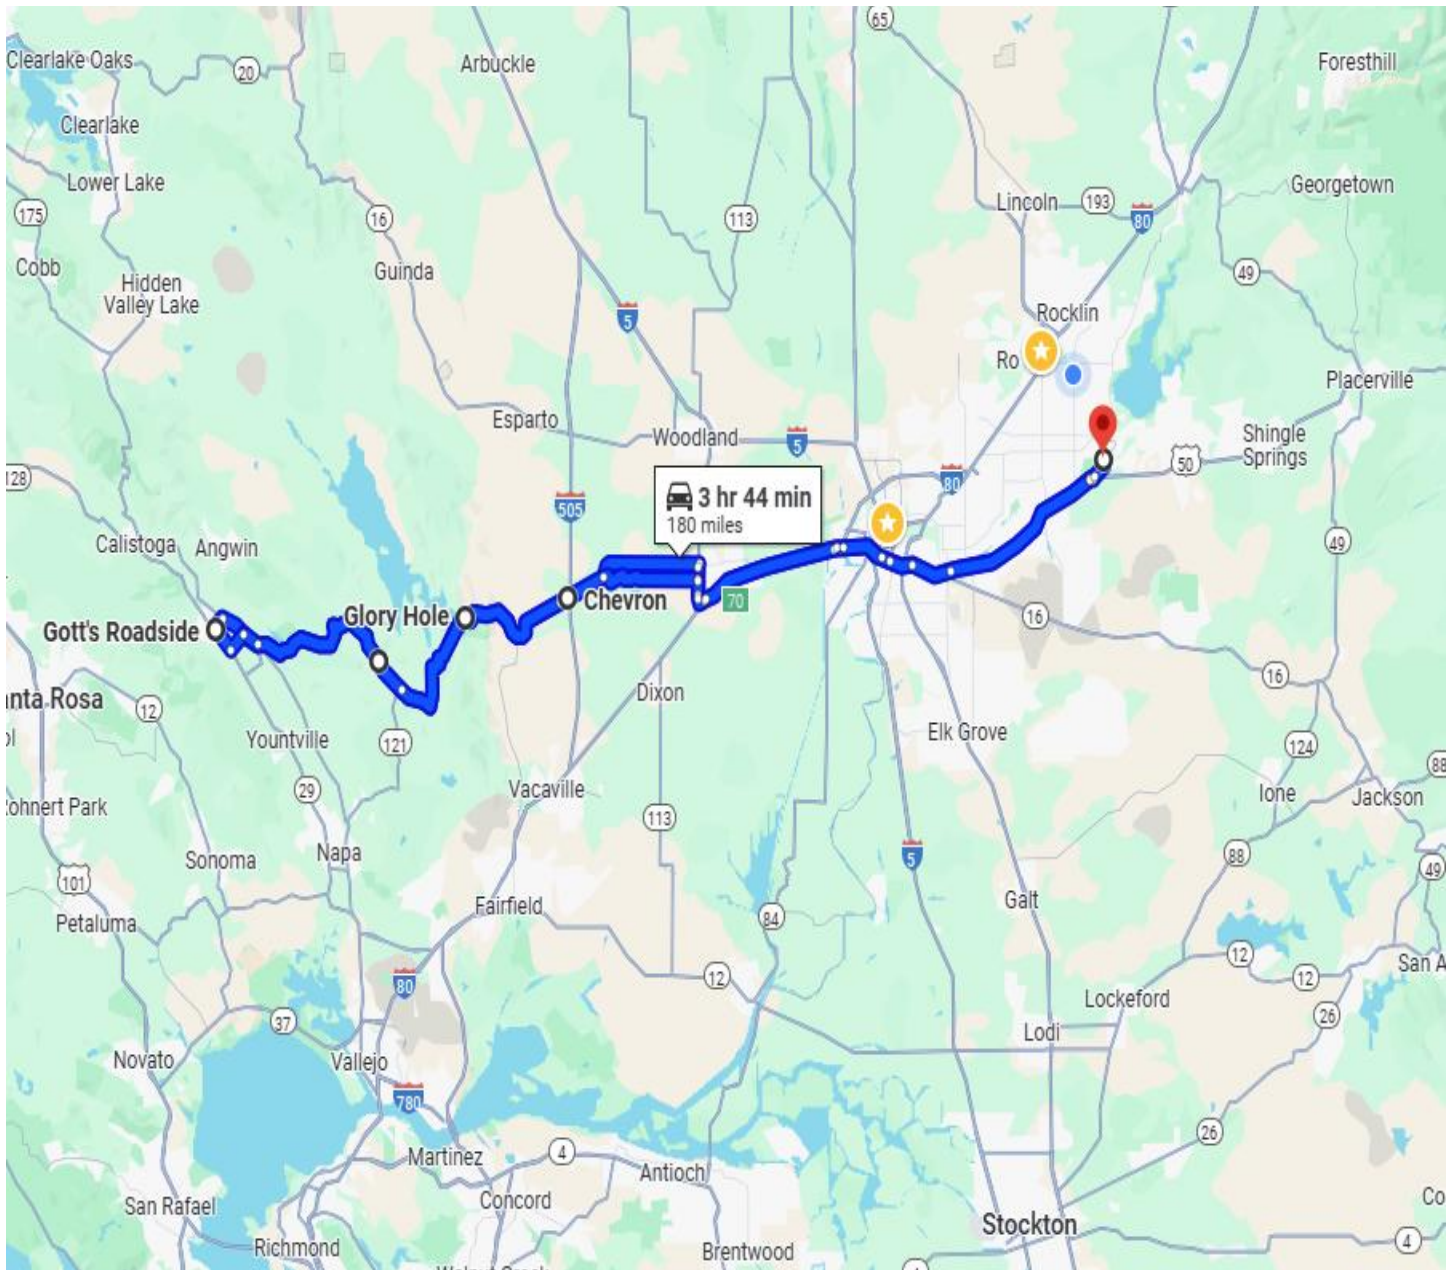 65
Clearlake Oaks
Arbuckle
Foresthill
20
Clearlake
Lower Lake
Georgetown
Lincoln
193
175
16
113
80
Cobb
Guinda
49
Hidden
Valley Lake
5
Rocklin
Ro
Placerville
Esparto
Woodland
5
Shingle
Springs
50
128
80
3 hr 44 min
180 miles
505
Calistoga
Angwin
49
Chevron
70
Glory Hole
16
Gott's Roadside
16
Dixon
anta Rosa
12
Elk Grove
Yountville
121
124
88
29
Vacaville
Ione
Jackson
ohnert Park
113
Sonoma
Napa
5
88
49
101
Galt
Fairfield
Petaluma
84
12
12
San A
12
80
Lockeford
26
37
Lodi
Novato
Vallejo
780
26
4
Martinez
Antioch
Concord
Co
San Rafael
Stockton
4
Richmond
Brentwood